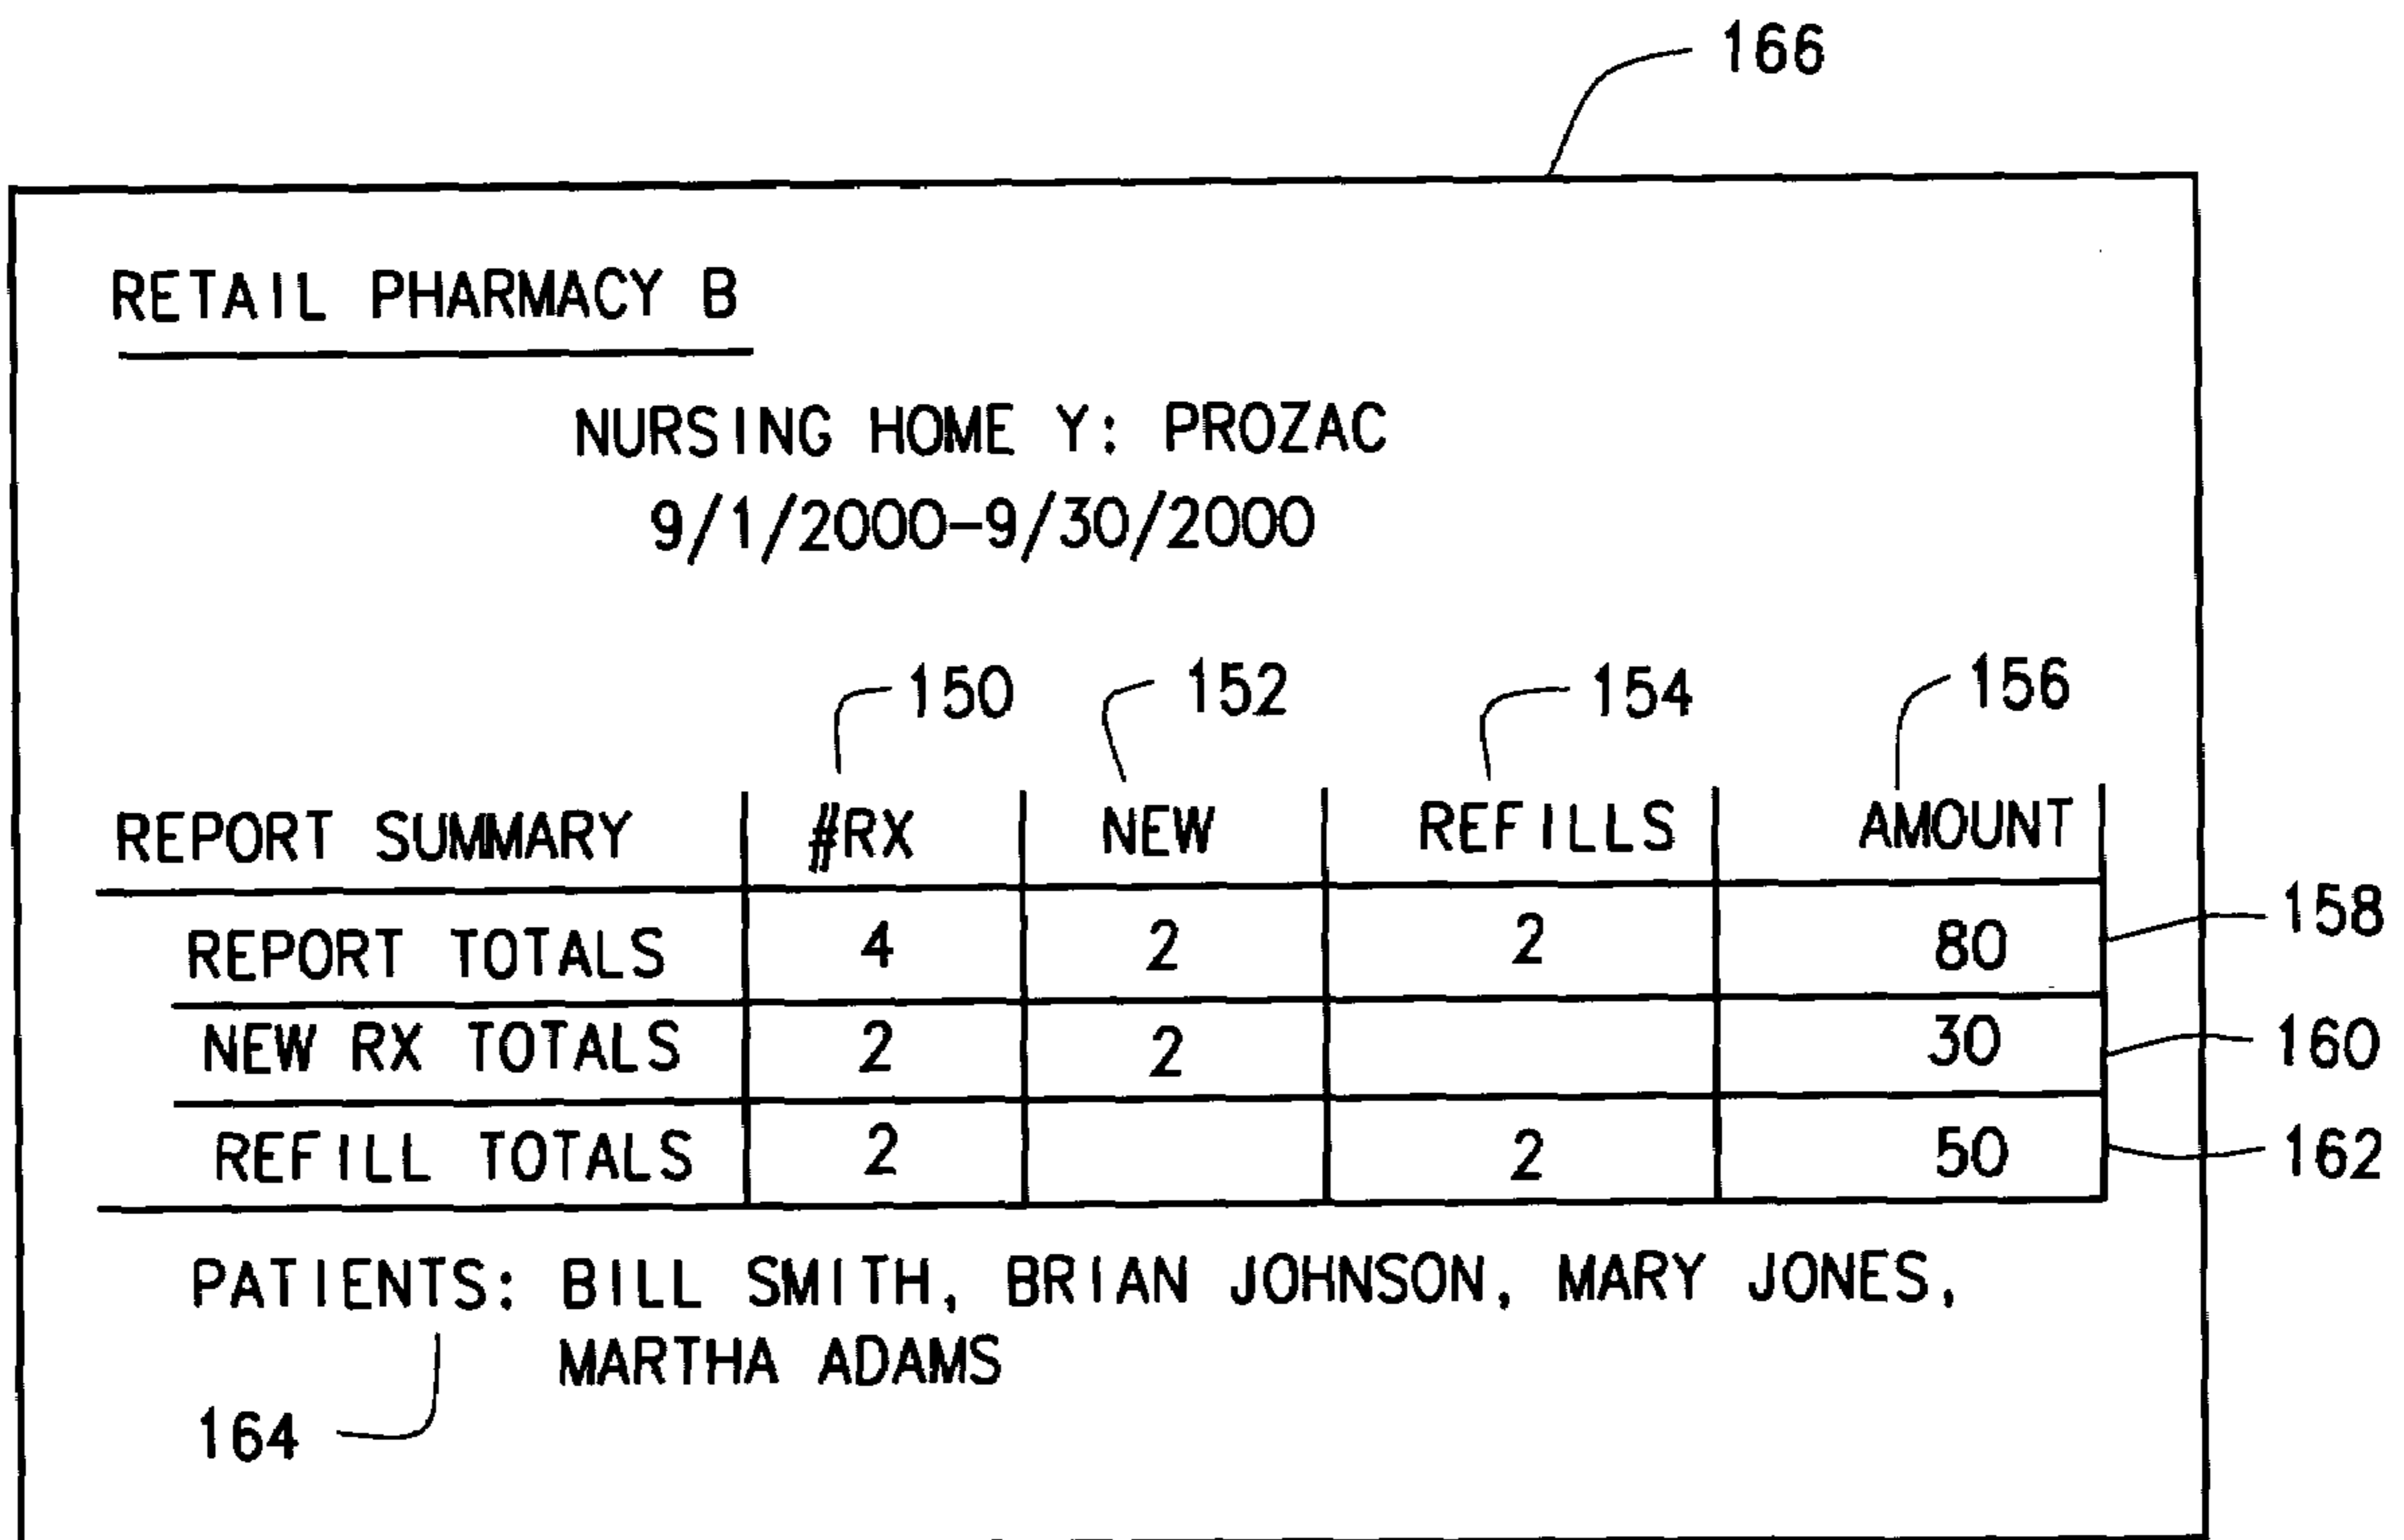 166
RETAIL PHARMACY B
NURSING HOME Y: PROZAC
9/1/2000-9/30/2000
150 152 154 156
REPORT SUMMARY #RX NEW REFILLS AMOUNT
REPORT TOTALS 4 2 2 80 158
NEW RX TOTALS 2 2 30 160
REFILL TOTALS 2 2 50 162
PATIENTS: BILL SMITH, BRIAN JOHNSON, MARY JONES,
MARTHA ADAMS
164